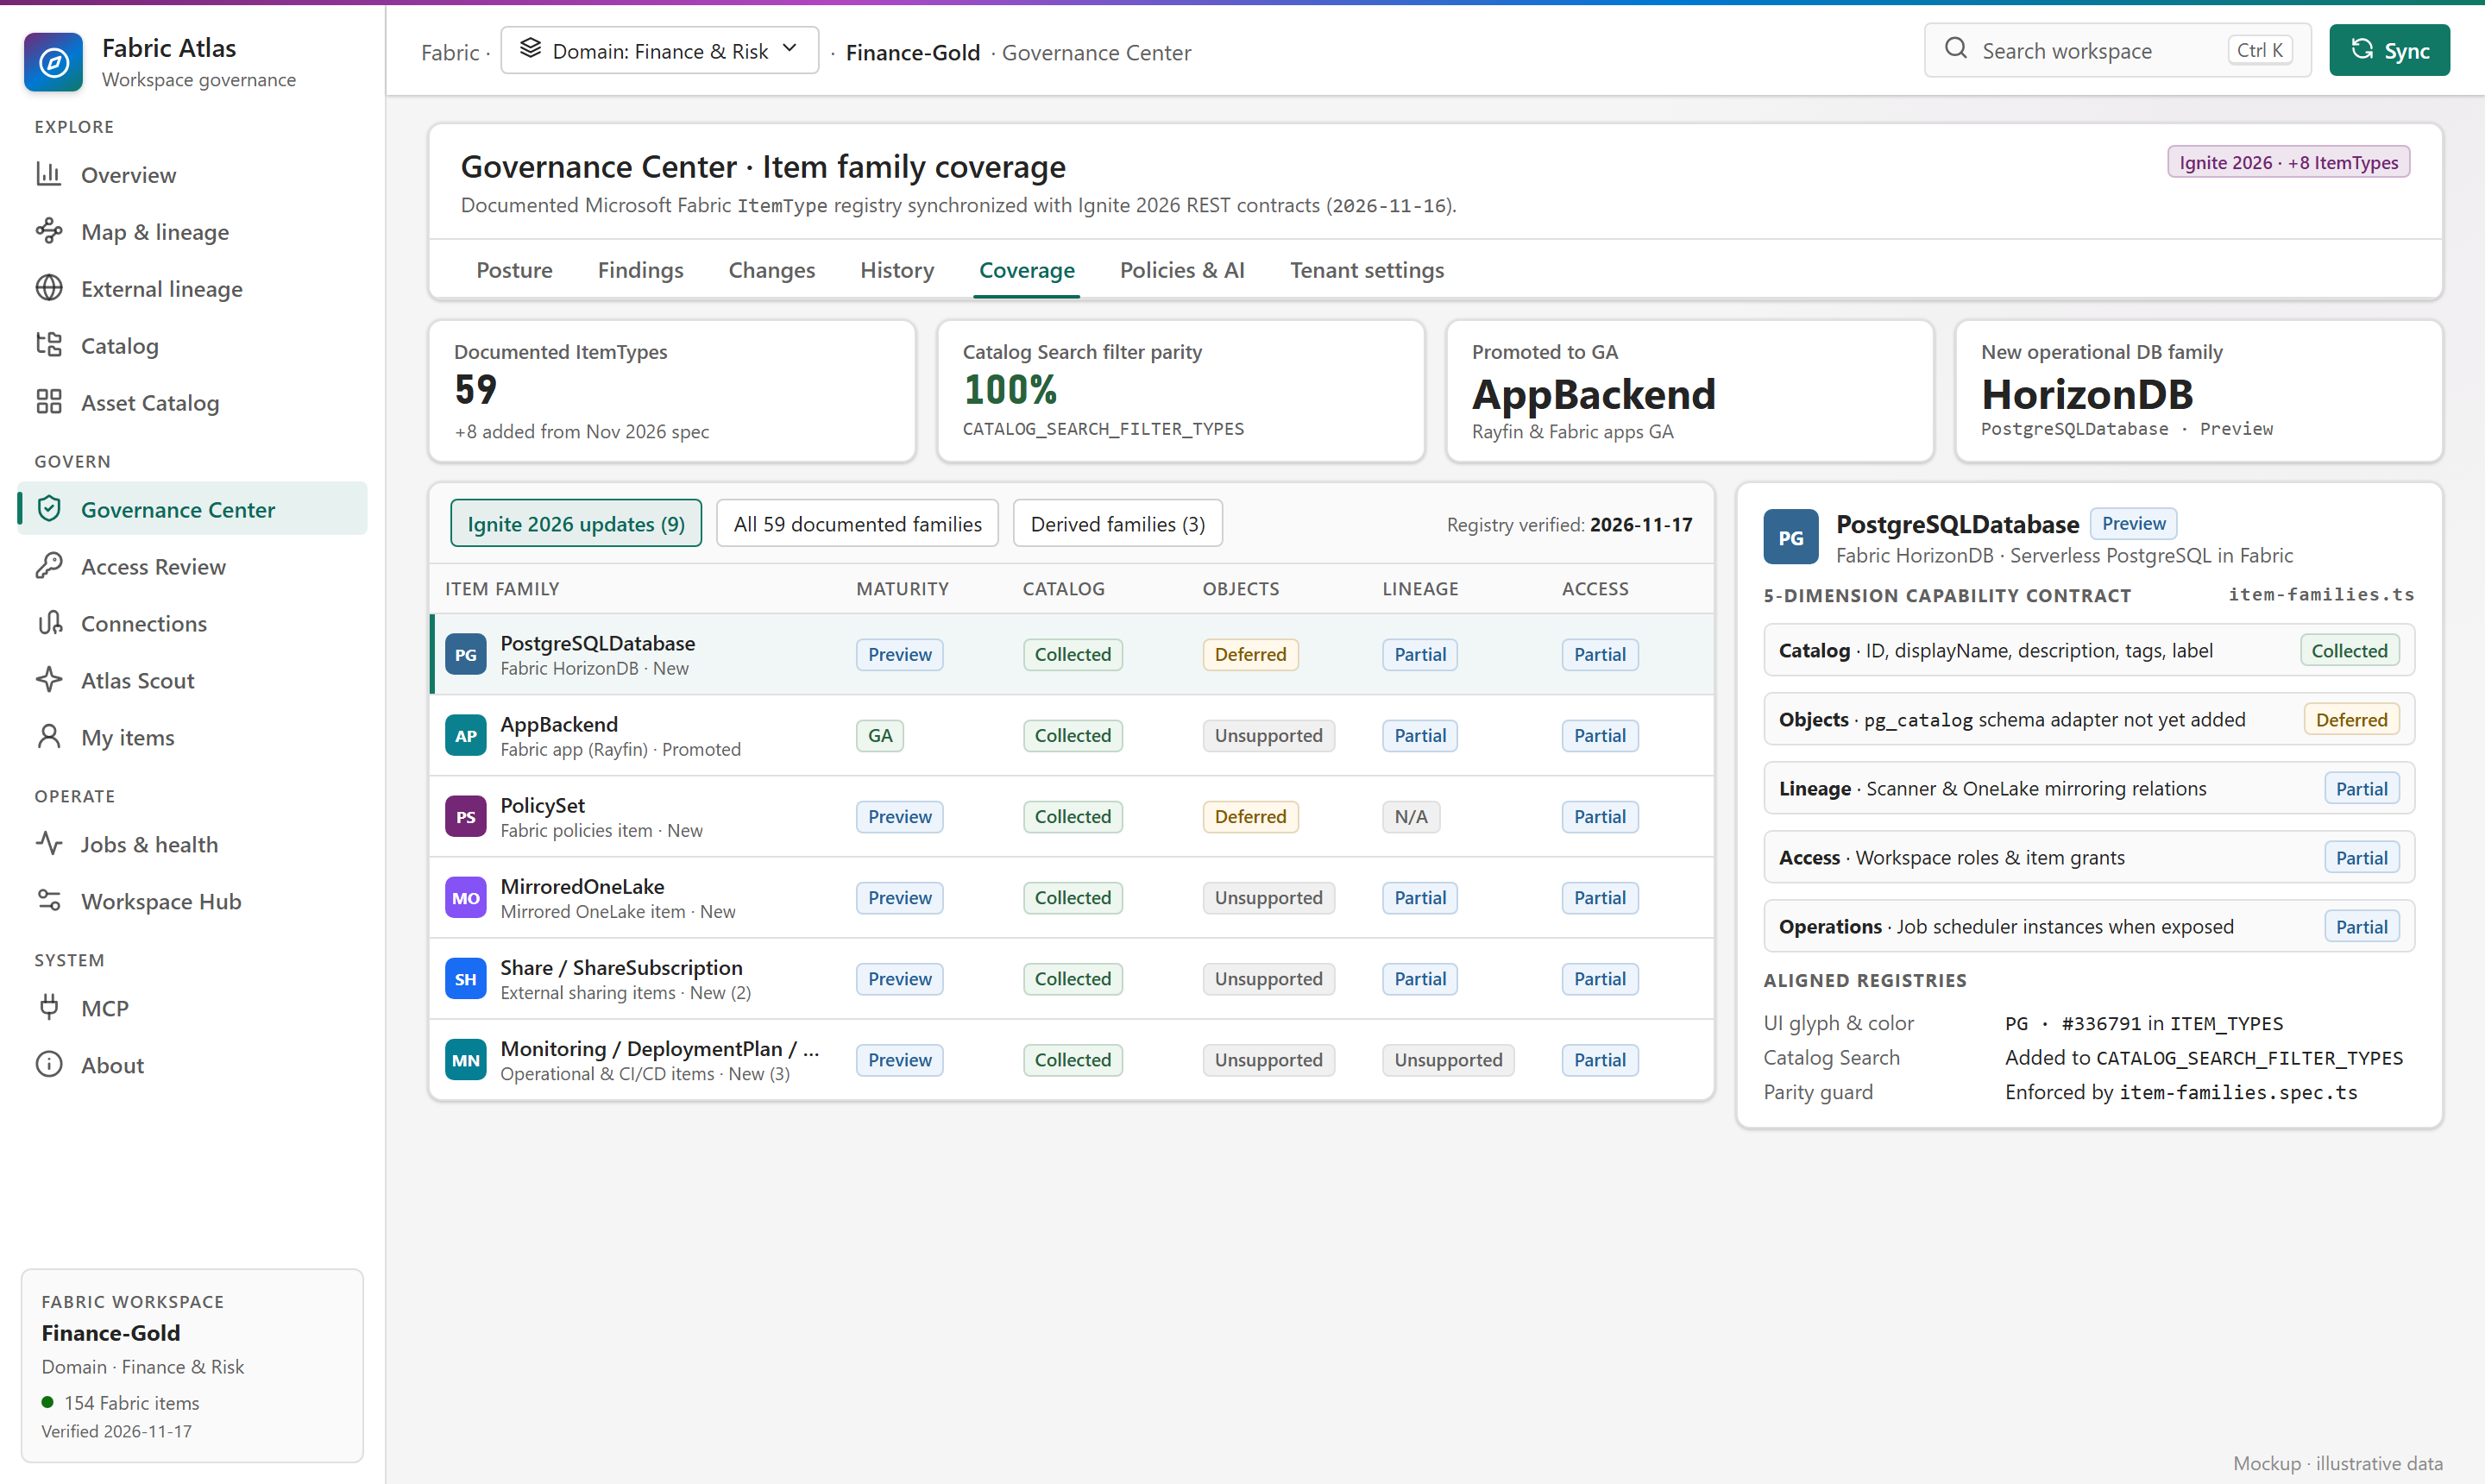 Fabric Atlas
Workspace governance
EXPLORE
Overview
Map & lineage
External lineage
Catalog
Asset Catalog
GOVERN
Governance Center
Access Review
Connections
Atlas Scout
My items
OPERATE
Jobs & health
Workspace Hub
SYSTEM
MCP
About
FABRIC WORKSPACE
Finance-Gold
Domain · Finance & Risk
154 Fabric items
Verified 2026-11-17
Fabric · Domain: Finance & Risk · Finance-Gold · Governance Center
Search workspace Ctrl K
Sync
Governance Center · Item family coverage
Ignite 2026 · +8 ItemTypes
Documented Microsoft Fabric ItemType registry synchronized with Ignite 2026 REST contracts (2026-11-16).
Posture Findings Changes History Coverage Policies & AI Tenant settings
Documented ItemTypes
59
+8 added from Nov 2026 spec
Catalog Search filter parity
100%
CATALOG_SEARCH_FILTER_TYPES
Promoted to GA
AppBackend
Rayfin & Fabric apps GA
New operational DB family
HorizonDB
PostgreSQLDatabase · Preview
Ignite 2026 updates (9) All 59 documented families Derived families (3) Registry verified: 2026-11-17
ITEM FAMILY MATURITY CATALOG OBJECTS LINEAGE ACCESS
PG PostgreSQLDatabase Preview Collected Deferred Partial Partial
Fabric HorizonDB · New
AP AppBackend GA Collected Unsupported Partial Partial
Fabric app (Rayfin) · Promoted
PS PolicySet Preview Collected Deferred N/A Partial
Fabric policies item · New
MO MirroredOneLake Preview Collected Unsupported Partial Partial
Mirrored OneLake item · New
SH Share / ShareSubscription Preview Collected Unsupported Partial Partial
External sharing items · New (2)
MN Monitoring / DeploymentPlan / ... Preview Collected Unsupported Unsupported Partial
Operational & CI/CD items · New (3)
PG PostgreSQLDatabase Preview
Fabric HorizonDB · Serverless PostgreSQL in Fabric
5-DIMENSION CAPABILITY CONTRACT item-families.ts
Catalog · ID, displayName, description, tags, label Collected
Objects · pg_catalog schema adapter not yet added Deferred
Lineage · Scanner & OneLake mirroring relations Partial
Access · Workspace roles & item grants Partial
Operations · Job scheduler instances when exposed Partial
ALIGNED REGISTRIES
UI glyph & color PG · #336791 in ITEM_TYPES
Catalog Search Added to CATALOG_SEARCH_FILTER_TYPES
Parity guard Enforced by item-families.spec.ts
Mockup · illustrative data